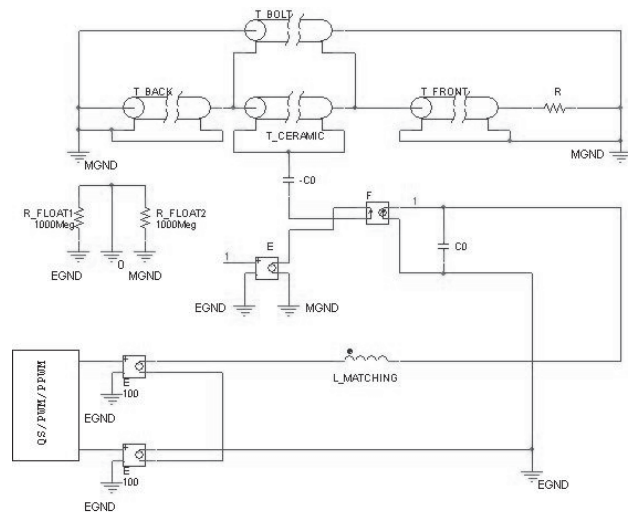 T_BOLT
T_BACK
T_FRONT
R
T_CERAMIC
MGND
MGND
-C0
F
1
R_FLOAT1
1000Meg
R_FLOAT2
1000Meg
C0
E
1
0
EGND
MGND
EGND
MGND
QS/PWM/PPWM
E
100
L_MATCHING
EGND
E
100
EGND
EGND